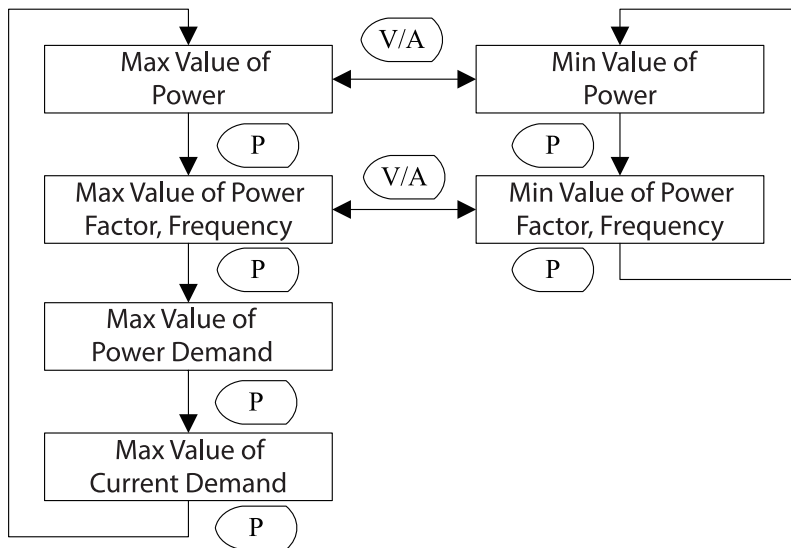 V/A
Max Value of
Power
Min Value of
Power
P
P
V/A
Max Value of Power
Factor, Frequency
Min Value of Power
Factor, Frequency
P
P
Max Value of
Power Demand
P
Max Value of
Current Demand
P